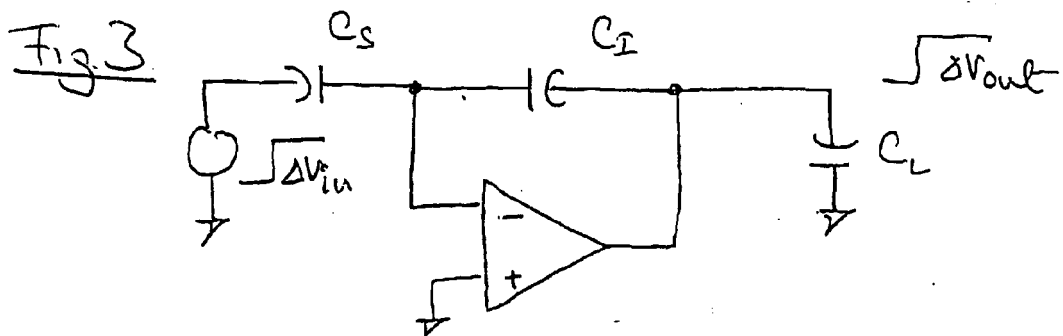 Fig. 3
C_S
C_I
ΔV_out
ΔV_in
C_L
−
+